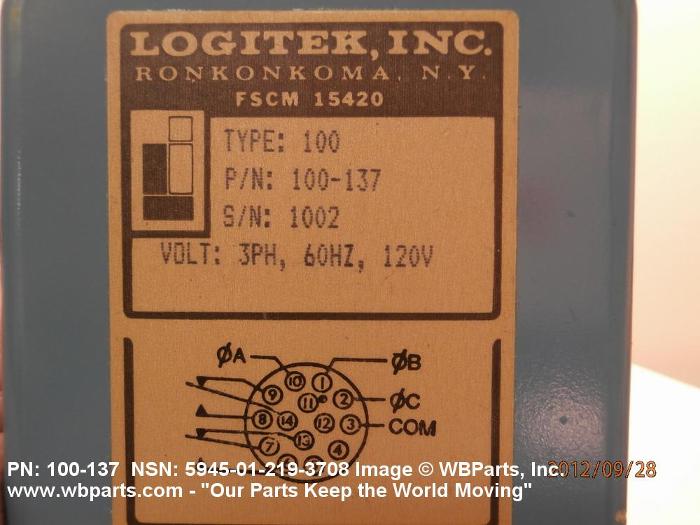 LOGITEK, INC.
RONKONKOMA, N.Y.
FSCM 15420
TYPE: 100
P/N: 100-137
S/N: 1002
VOLT: 3PH, 60HZ, 120V
ØA
ØB
10 1
9 11 2 ØC
8 14 12 3 COM
13
7 4
PN: 100-137 NSN: 5945-01-219-3708 Image © WBParts, Inc.
2012/09/28
www.wbparts.com - "Our Parts Keep the World Moving"